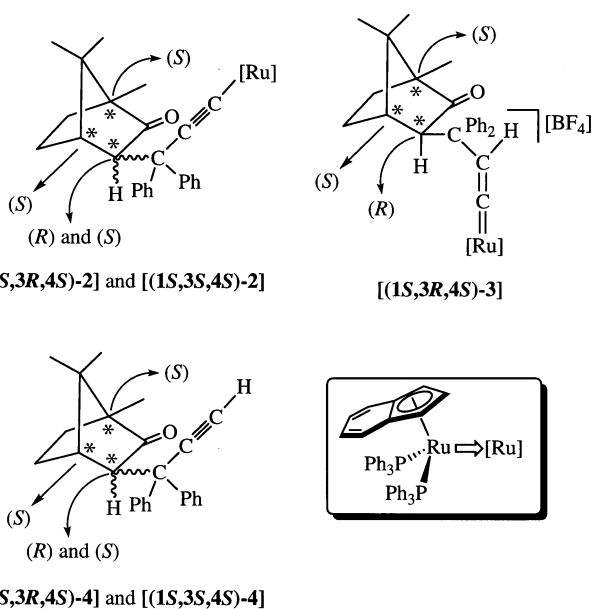 (S)
[Ru]
C
C
O
*
*
*
C
H
Ph
Ph
(S)
(R) and (S)
S,3R,4S)-2] and [(1S,3S,4S)-2]
(S)
O
*
*
*
C
Ph2
H
[BF4]
H
C
C
(S)
(R)
[Ru]
[(1S,3R,4S)-3]
(S)
H
C
C
O
*
*
*
C
H
Ph
Ph
(S)
(R) and (S)
S,3R,4S)-4] and [(1S,3S,4S)-4]
Ru⇒[Ru]
Ph3P
Ph3P